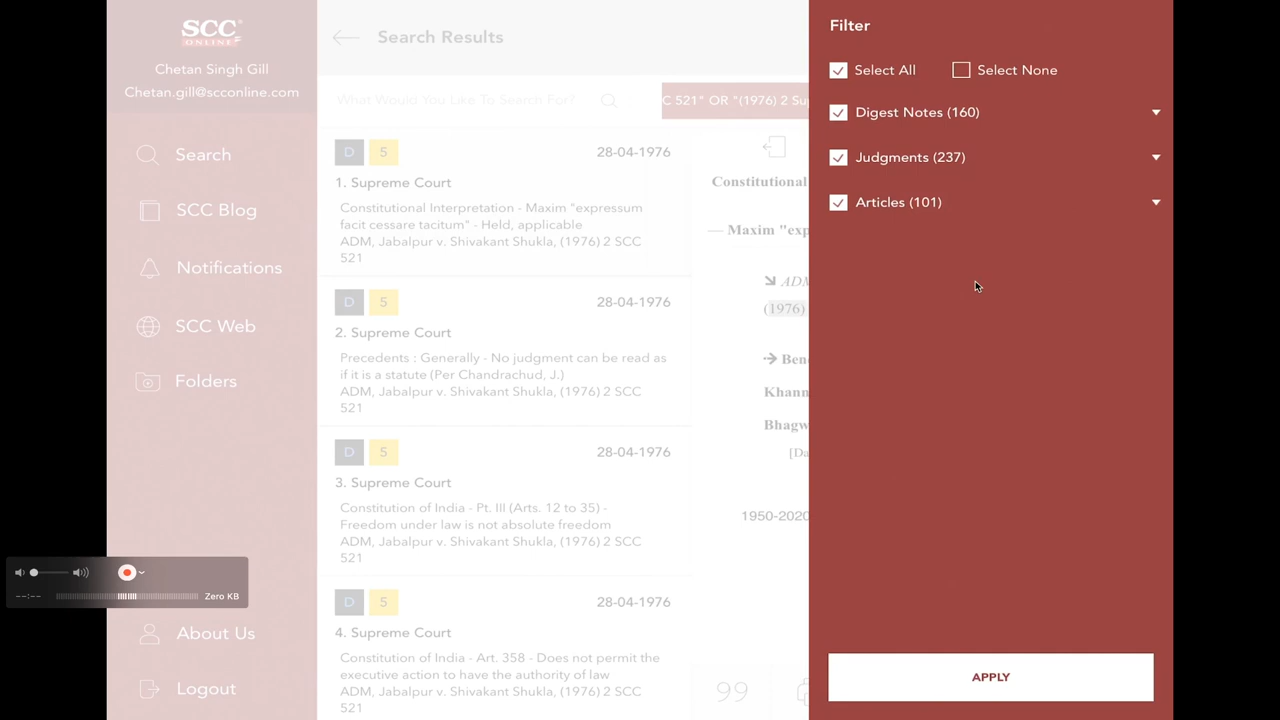 SCC
ONLINE
Chetan Singh Gill
Chetan.gill@scconline.com
Search
SCC Blog
Notifications
SCC Web
Folders
About Us
Logout
--:--
Zero KB
Search Results
What Would You Like To Search For?
C 521" OR "(1976) 2 Su
D S 28-04-1976
1. Supreme Court
Constitutional Interpretation - Maxim "expressum
facit cessare tacitum" - Held, applicable
ADM, Jabalpur v. Shivakant Shukla, (1976) 2 SCC
521
D S 28-04-1976
2. Supreme Court
Precedents : Generally - No judgment can be read as
if it is a statute (Per Chandrachud, J.)
ADM, Jabalpur v. Shivakant Shukla, (1976) 2 SCC
521
D S 28-04-1976
3. Supreme Court
Constitution of India - Pt. III (Arts. 12 to 35) -
Freedom under law is not absolute freedom
ADM, Jabalpur v. Shivakant Shukla, (1976) 2 SCC
521
D S 28-04-1976
4. Supreme Court
Constitution of India - Art. 358 - Does not permit the
executive action to have the authority of law
ADM, Jabalpur v. Shivakant Shukla, (1976) 2 SCC
521
Constitutional
— Maxim "exp
ADM
(1976)
Ben
Khann
Bhagw
[Da
1950-2020
Filter
Select All Select None
Digest Notes (160)
Judgments (237)
Articles (101)
APPLY